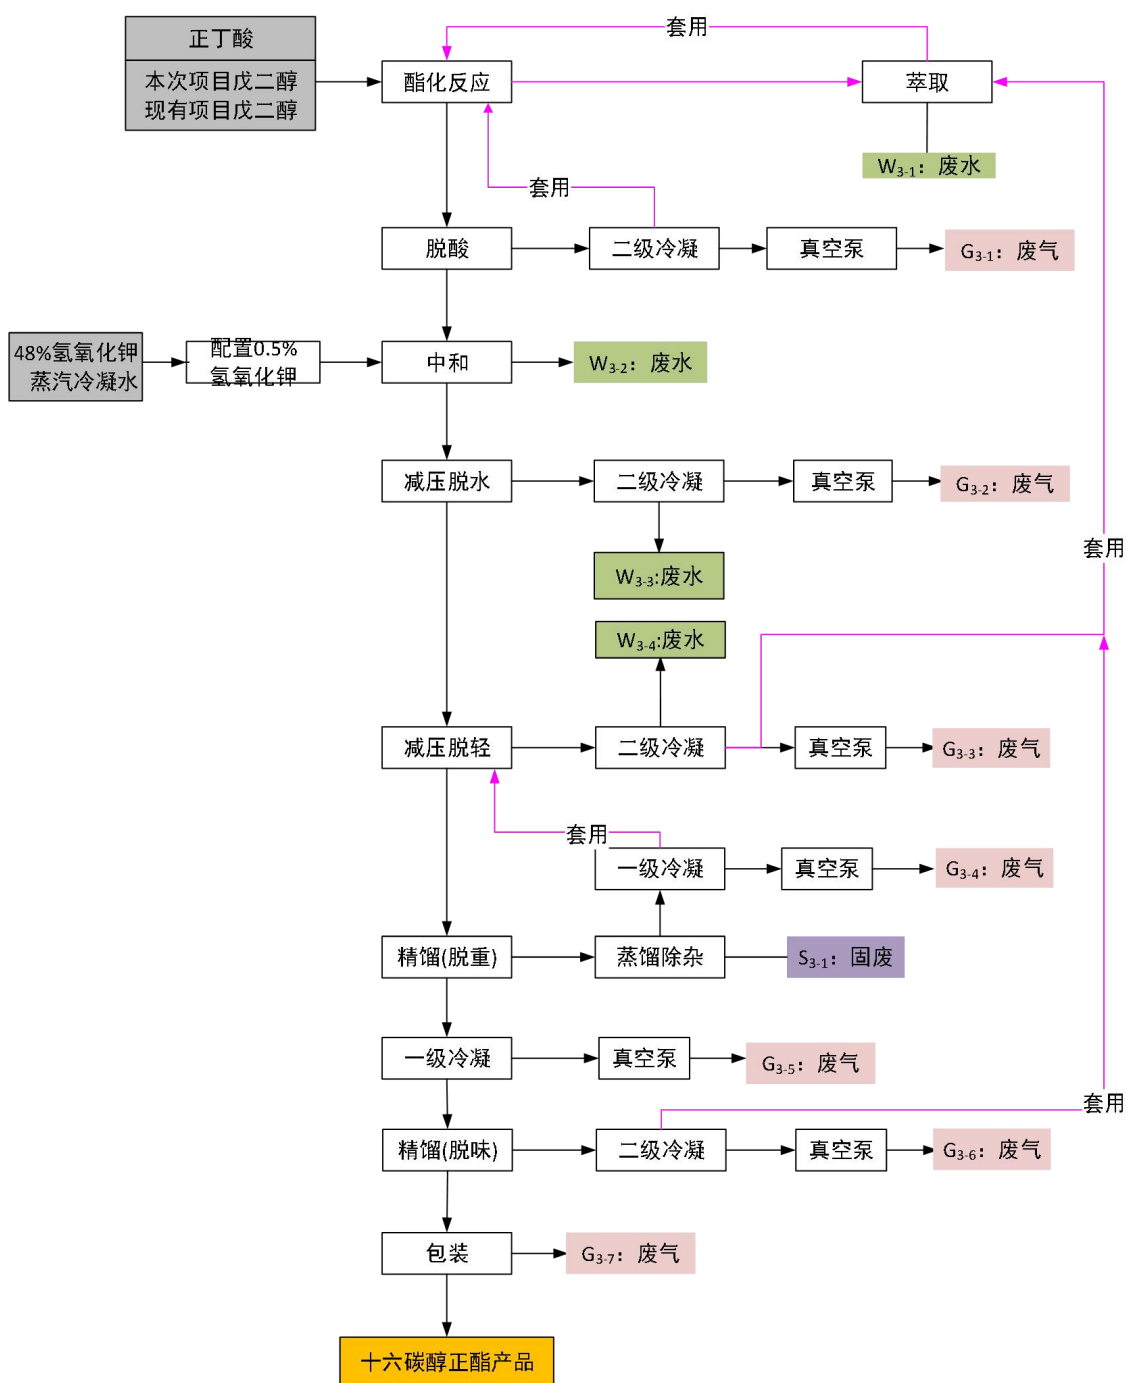 正丁酸
套用
本次项目戊二醇
现有项目戊二醇
酯化反应
萃取
W3-1：废水
套用
脱酸
二级冷凝
真空泵
G3-1：废气
48%氢氧化钾
蒸汽冷凝水
配置0.5%
氢氧化钾
中和
W3-2：废水
减压脱水
二级冷凝
真空泵
G3-2：废气
套用
W3-3:废水
W3-4:废水
减压脱轻
二级冷凝
真空泵
G3-3：废气
套用
一级冷凝
真空泵
G3-4：废气
精馏(脱重)
蒸馏除杂
S3-1：固废
一级冷凝
真空泵
G3-5：废气
套用
精馏(脱味)
二级冷凝
真空泵
G3-6：废气
包装
G3-7：废气
十六碳醇正酯产品